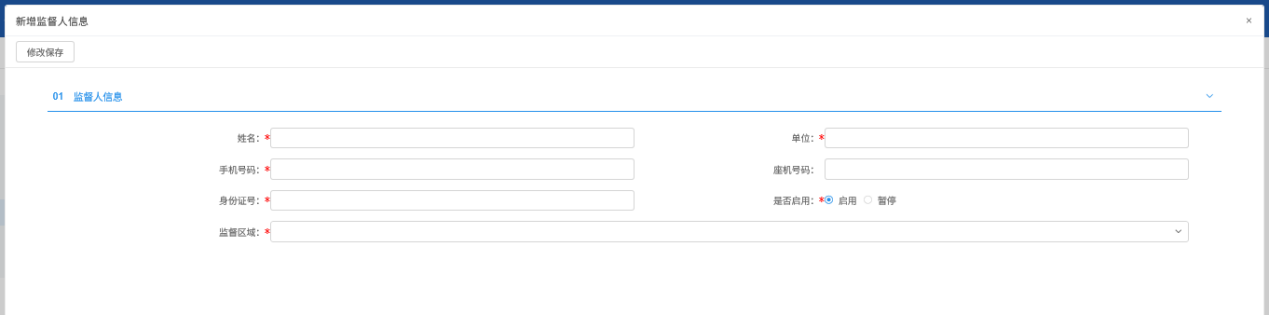 新增监督人信息 ×
修改保存
01 监督人信息
姓名：* 单位：*
手机号码：* 座机号码：
身份证号：* 是否启用：* 启用 暂停
监督区域：*